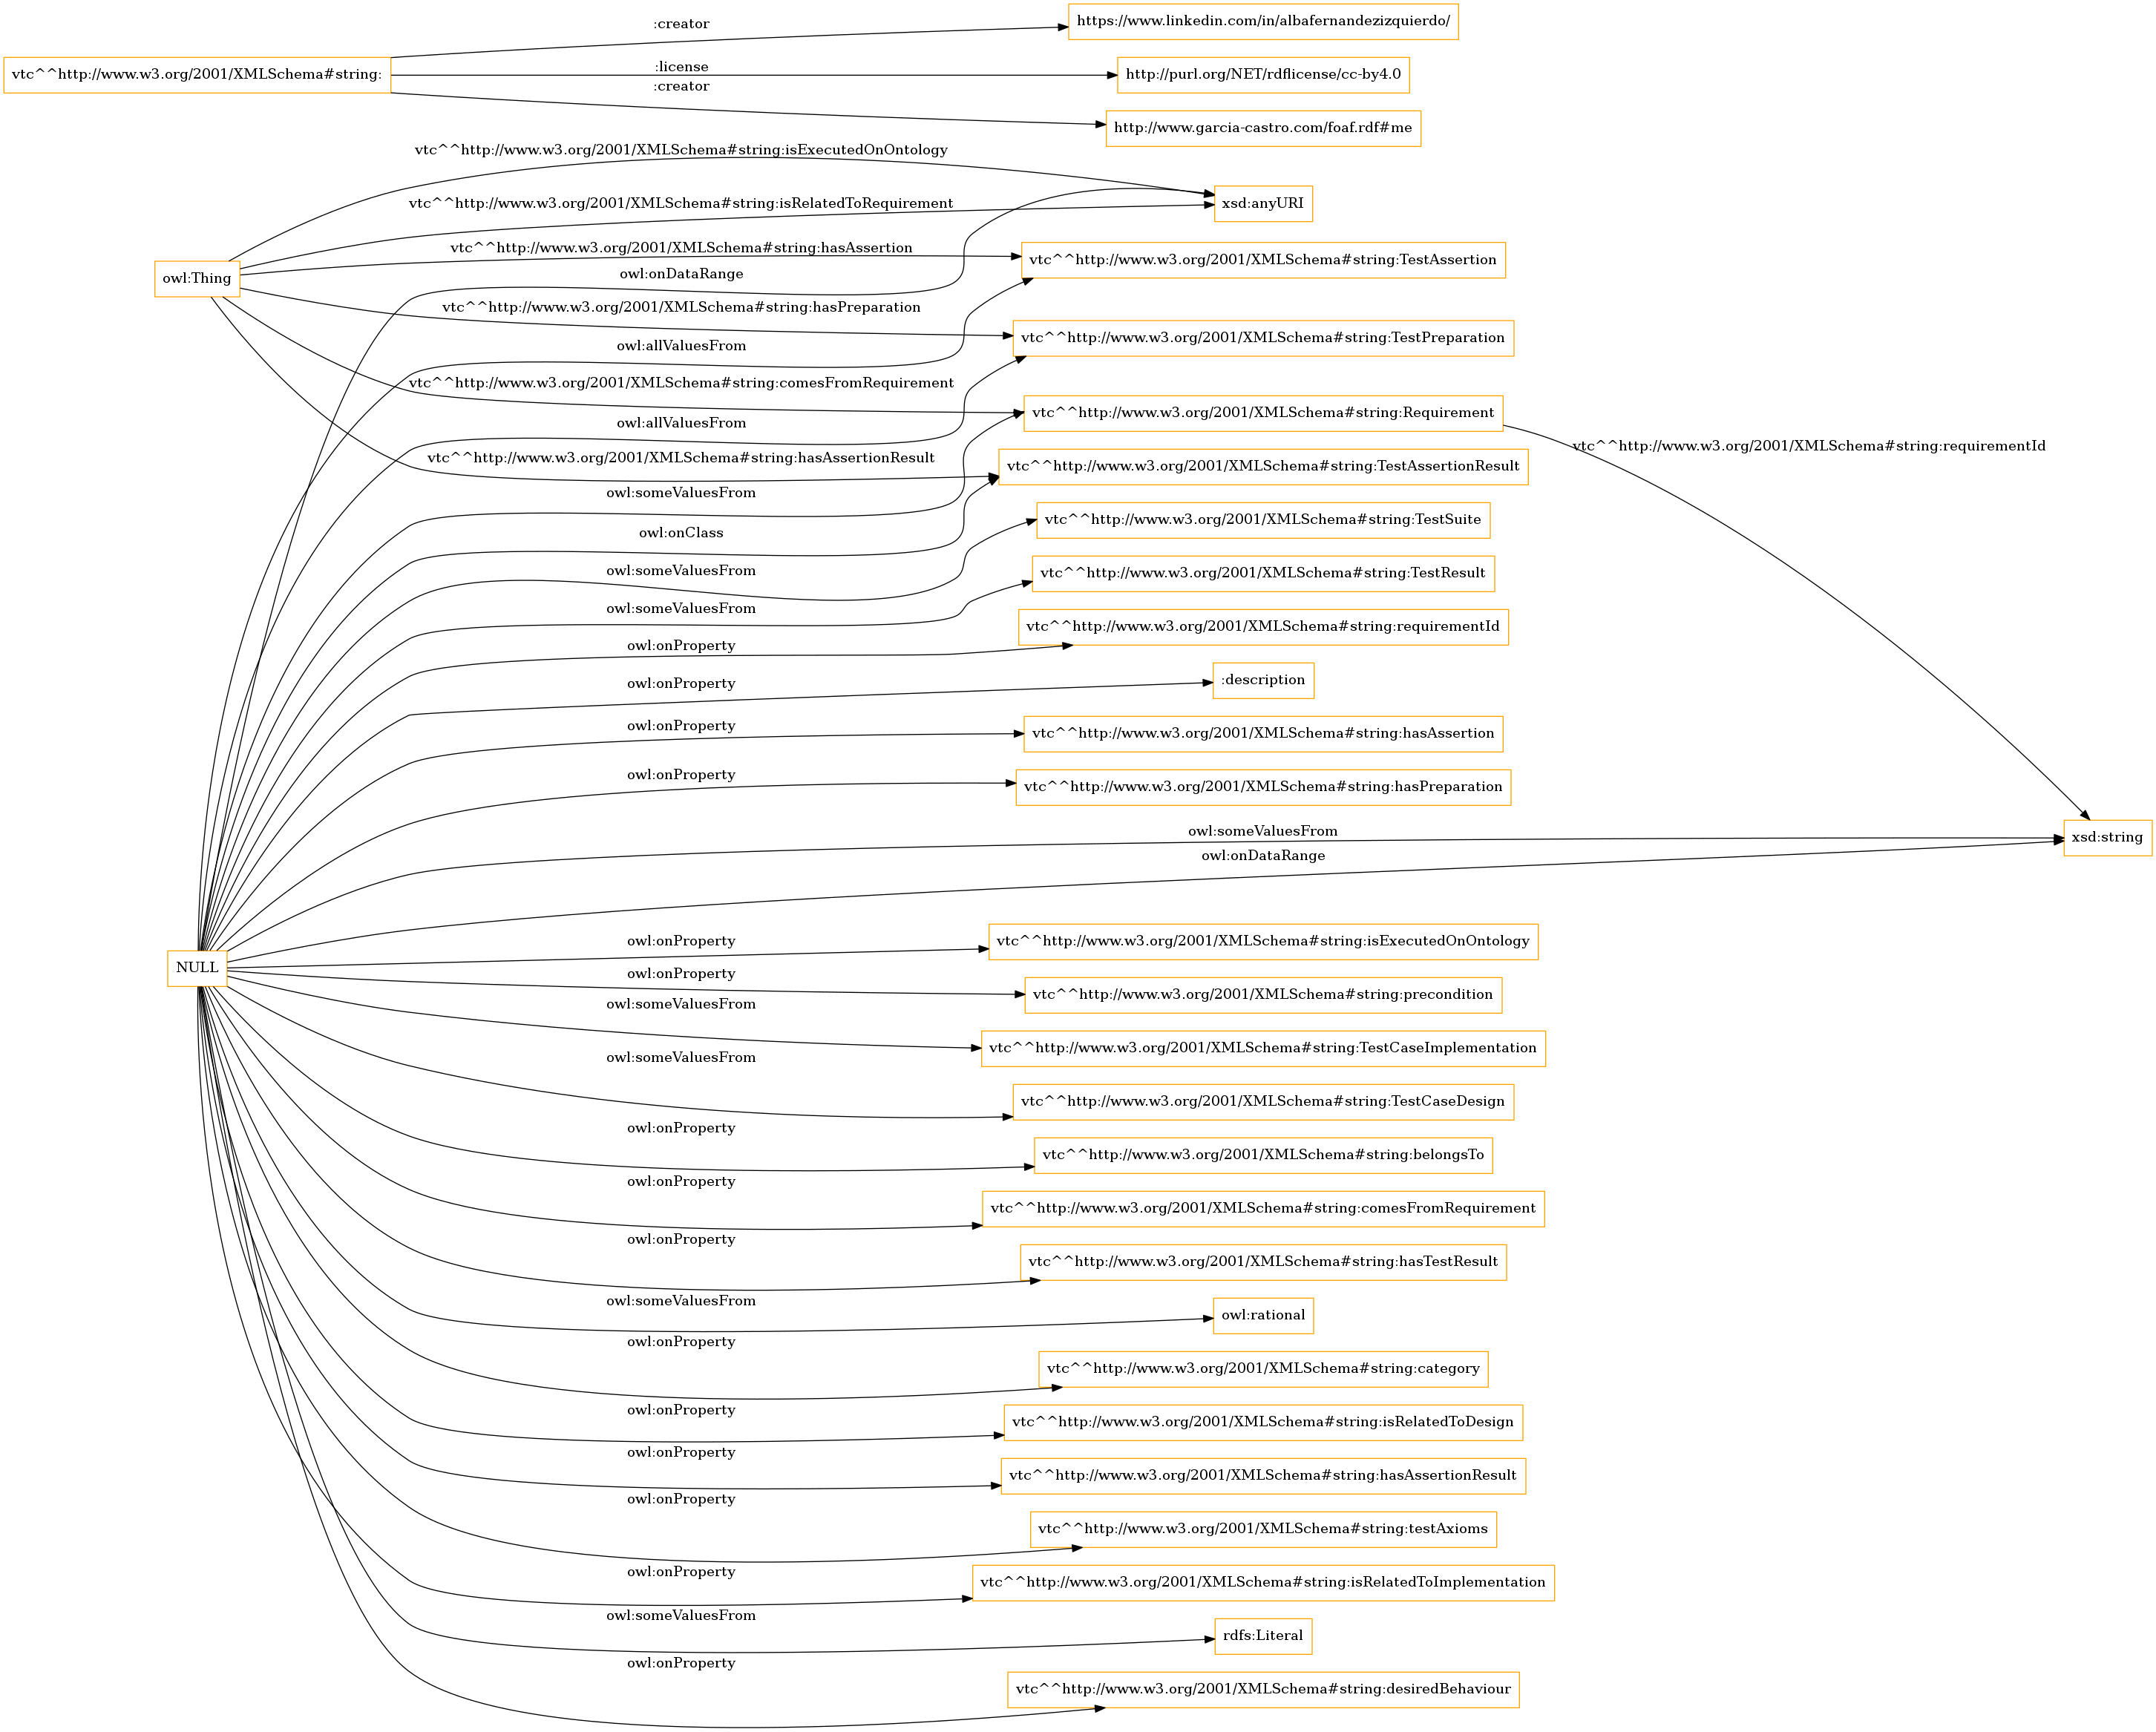 :creator
https://www.linkedin.com/in/albafernandezizquierdo/
vtc^^http://www.w3.org/2001/XMLSchema#string:
:license
http://purl.org/NET/rdflicense/cc-by4.0
:creator
http://www.garcia-castro.com/foaf.rdf#me
vtc^^http://www.w3.org/2001/XMLSchema#string:isExecutedOnOntology
vtc^^http://www.w3.org/2001/XMLSchema#string:isRelatedToRequirement
xsd:anyURI
vtc^^http://www.w3.org/2001/XMLSchema#string:hasAssertion
vtc^^http://www.w3.org/2001/XMLSchema#string:TestAssertion
owl:Thing
owl:onDataRange
vtc^^http://www.w3.org/2001/XMLSchema#string:hasPreparation
vtc^^http://www.w3.org/2001/XMLSchema#string:TestPreparation
owl:allValuesFrom
vtc^^http://www.w3.org/2001/XMLSchema#string:comesFromRequirement
vtc^^http://www.w3.org/2001/XMLSchema#string:Requirement
owl:allValuesFrom
vtc^^http://www.w3.org/2001/XMLSchema#string:requirementId
vtc^^http://www.w3.org/2001/XMLSchema#string:hasAssertionResult
vtc^^http://www.w3.org/2001/XMLSchema#string:TestAssertionResult
owl:someValuesFrom
vtc^^http://www.w3.org/2001/XMLSchema#string:TestSuite
owl:onClass
owl:someValuesFrom
vtc^^http://www.w3.org/2001/XMLSchema#string:TestResult
owl:someValuesFrom
vtc^^http://www.w3.org/2001/XMLSchema#string:requirementId
owl:onProperty
:description
owl:onProperty
owl:onProperty
vtc^^http://www.w3.org/2001/XMLSchema#string:hasAssertion
owl:onProperty
vtc^^http://www.w3.org/2001/XMLSchema#string:hasPreparation
owl:someValuesFrom
xsd:string
owl:onDataRange
owl:onProperty
vtc^^http://www.w3.org/2001/XMLSchema#string:isExecutedOnOntology
NULL
owl:onProperty
vtc^^http://www.w3.org/2001/XMLSchema#string:precondition
owl:someValuesFrom
vtc^^http://www.w3.org/2001/XMLSchema#string:TestCaseImplementation
owl:someValuesFrom
vtc^^http://www.w3.org/2001/XMLSchema#string:TestCaseDesign
owl:onProperty
vtc^^http://www.w3.org/2001/XMLSchema#string:belongsTo
owl:onProperty
vtc^^http://www.w3.org/2001/XMLSchema#string:comesFromRequirement
owl:onProperty
vtc^^http://www.w3.org/2001/XMLSchema#string:hasTestResult
owl:someValuesFrom
owl:rational
owl:onProperty
vtc^^http://www.w3.org/2001/XMLSchema#string:category
owl:onProperty
vtc^^http://www.w3.org/2001/XMLSchema#string:isRelatedToDesign
owl:onProperty
vtc^^http://www.w3.org/2001/XMLSchema#string:hasAssertionResult
owl:onProperty
vtc^^http://www.w3.org/2001/XMLSchema#string:testAxioms
owl:onProperty
vtc^^http://www.w3.org/2001/XMLSchema#string:isRelatedToImplementation
owl:someValuesFrom
rdfs:Literal
owl:onProperty
vtc^^http://www.w3.org/2001/XMLSchema#string:desiredBehaviour